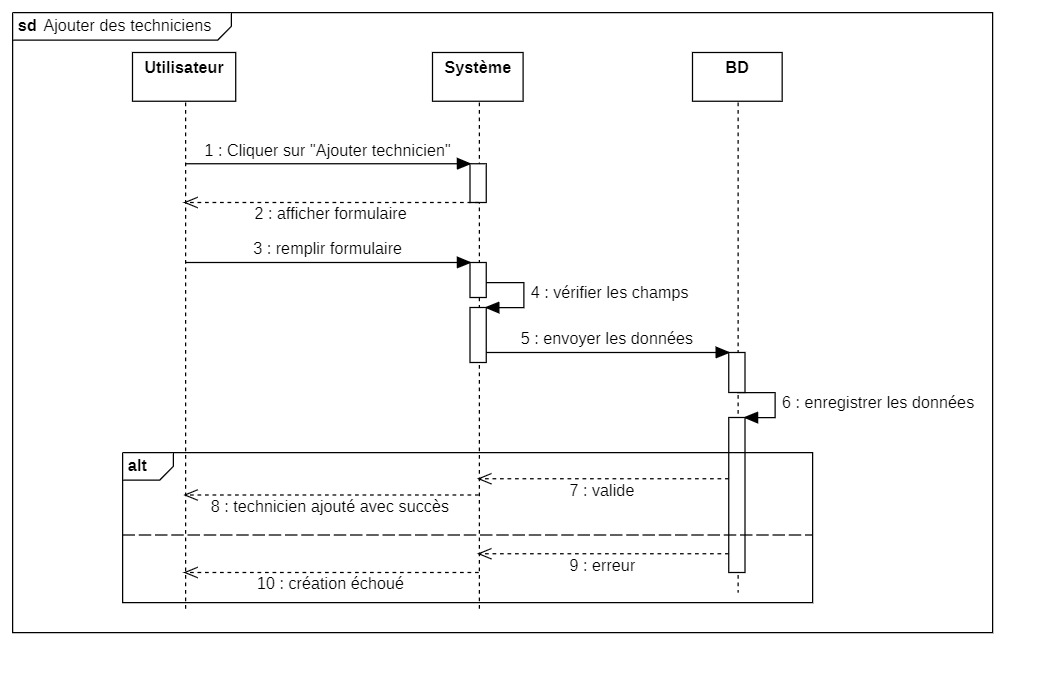 sd Ajouter des techniciens
Utilisateur
Système
BD
1 : Cliquer sur "Ajouter technicien"
2 : afficher formulaire
3 : remplir formulaire
4 : vérifier les champs
5 : envoyer les données
6 : enregistrer les données
alt
7 : valide
8 : technicien ajouté avec succès
9 : erreur
10 : création échoué